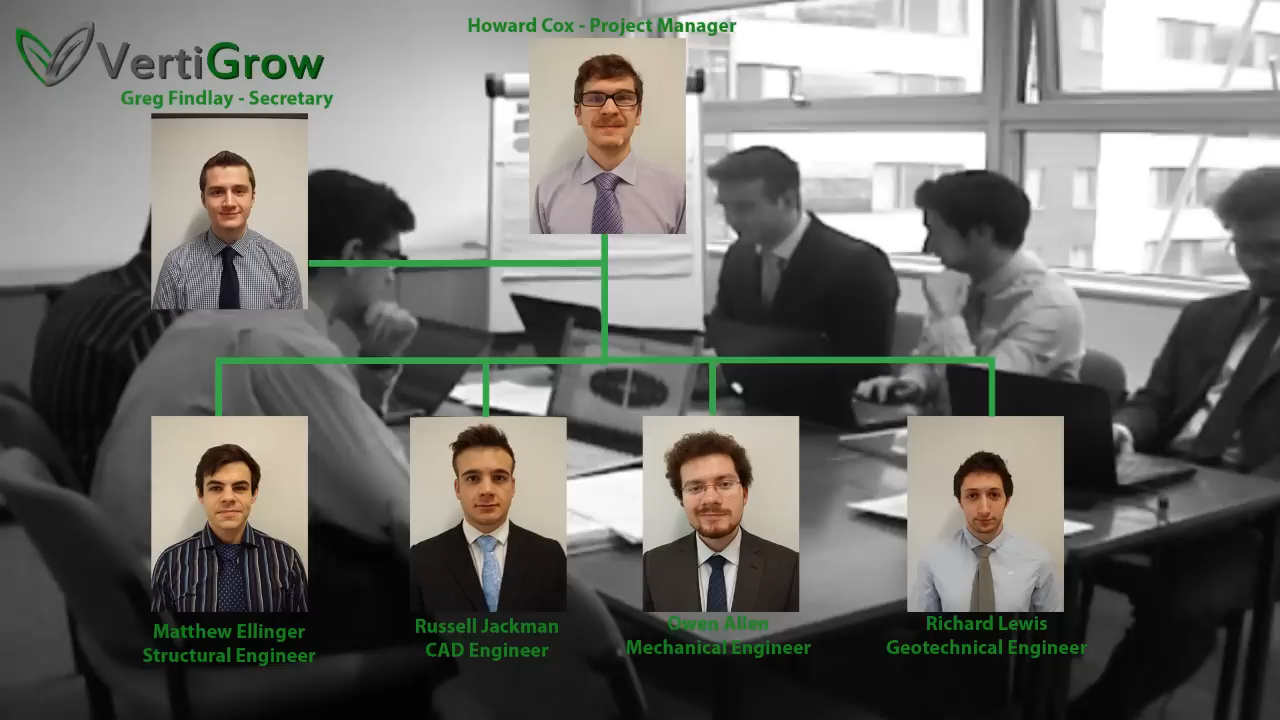 Howard Cox - Project Manager
VertiGrow
Greg Findlay - Secretary
Matthew Ellinger
Structural Engineer
Russell Jackman
CAD Engineer
Owen Allen
Mechanical Engineer
Richard Lewis
Geotechnical Engineer